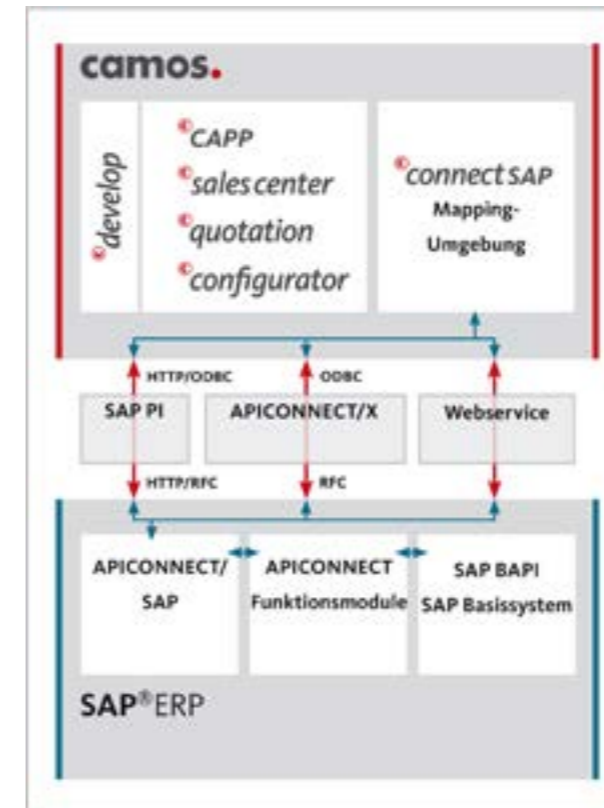 camos.
develop
CAPP
sales center
quotation
configurator
connect SAP
Mapping-
Umgebung
HTTP/ODBC
ODBC
SAP PI
APICONNECT/X
Webservice
HTTP/RFC
RFC
APICONNECT/
SAP
APICONNECT
Funktionsmodule
SAP BAPI
SAP Basissystem
SAP® ERP